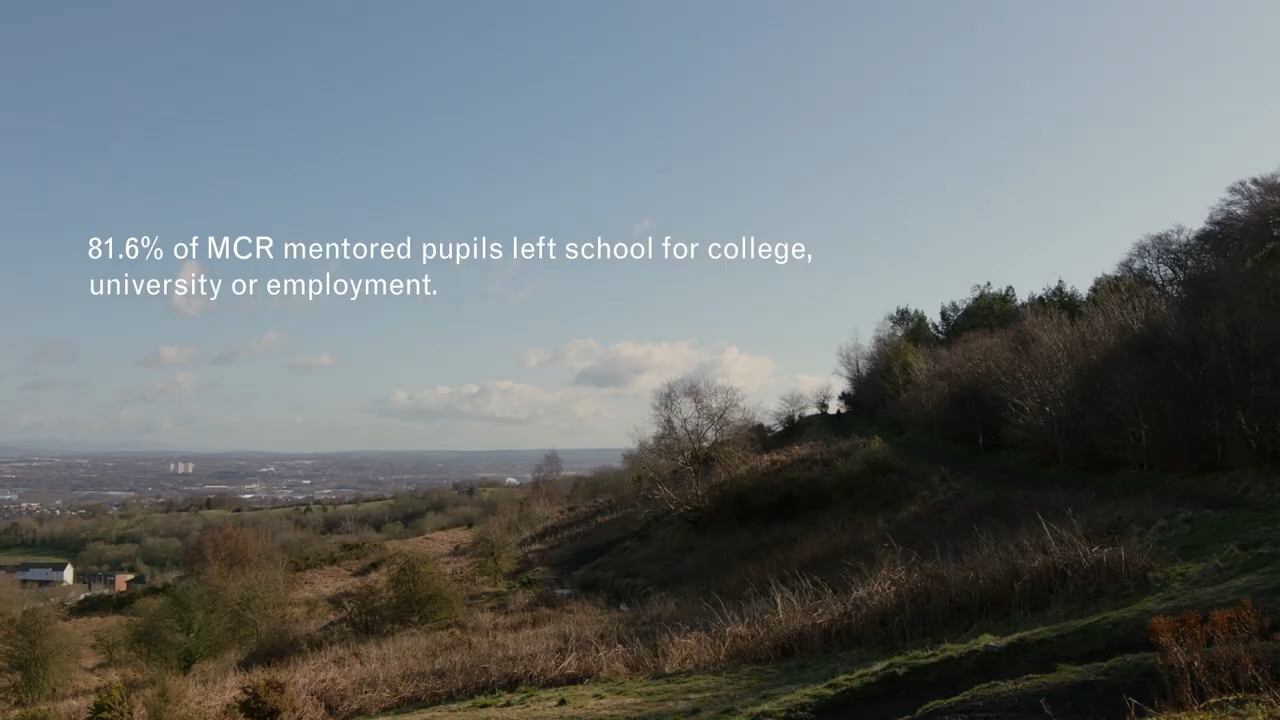 81.6% of MCR mentored pupils left school for college,
university or employment.